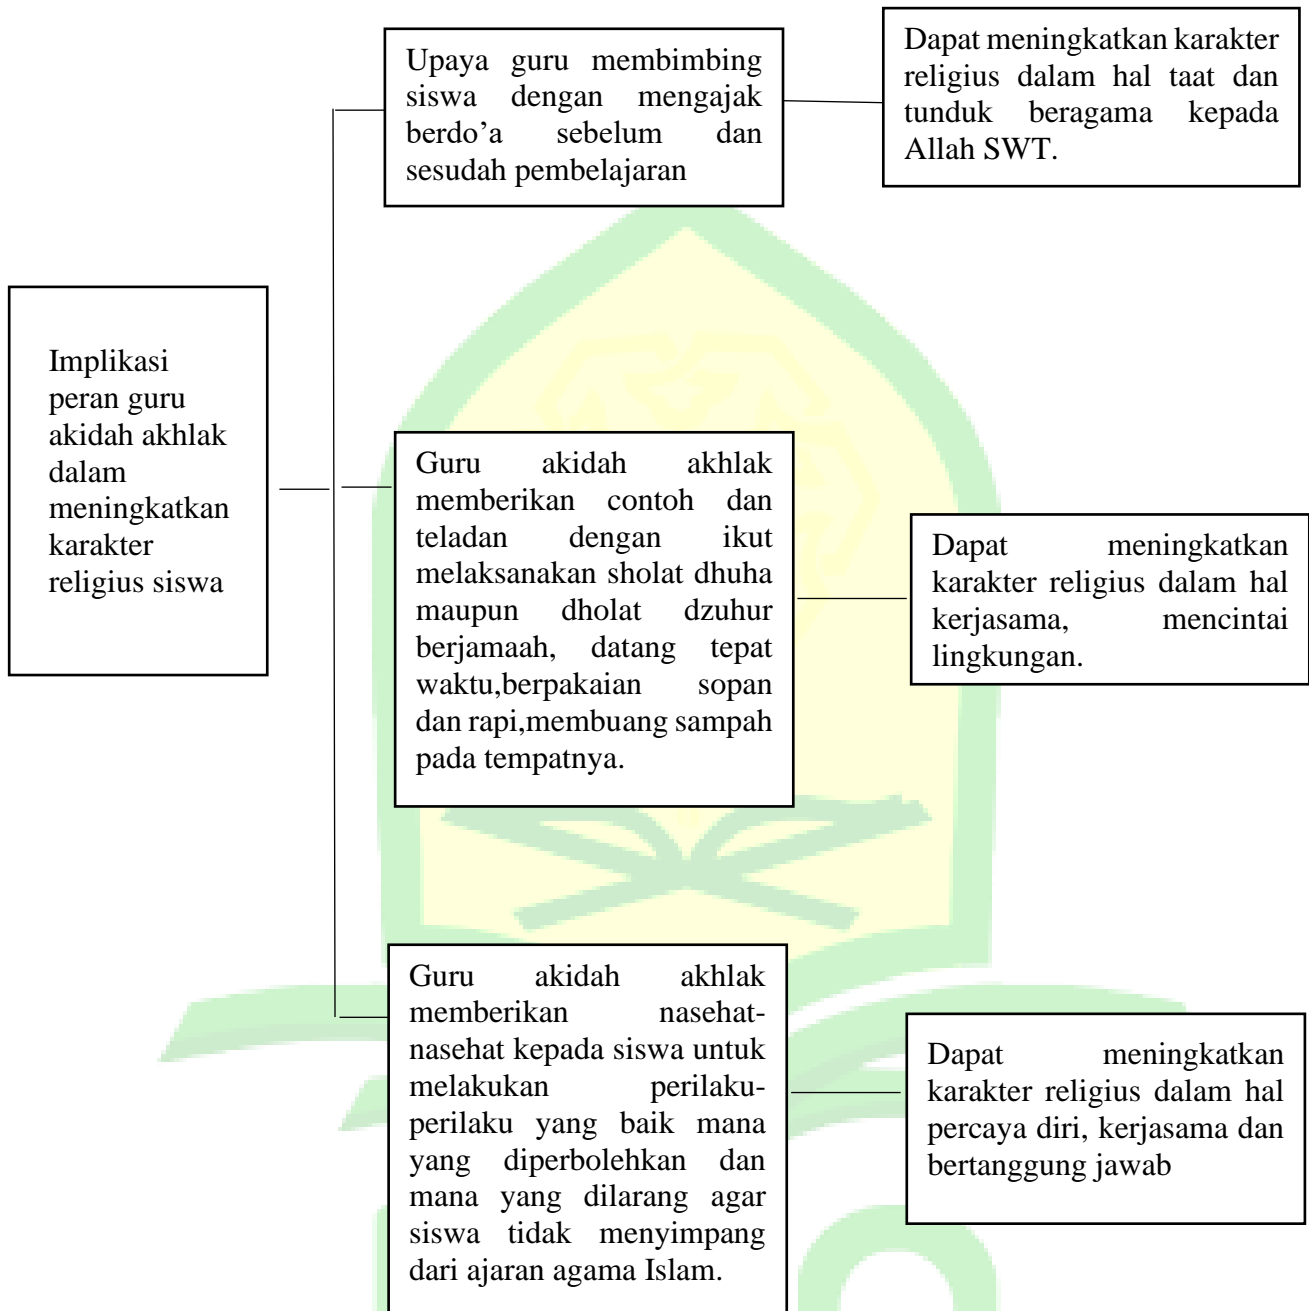 Upaya guru membimbing
siswa dengan mengajak
berdo’a sebelum dan
sesudah pembelajaran
Dapat meningkatkan karakter
religius dalam hal taat dan
tunduk beragama kepada
Allah SWT.
Implikasi
peran guru
akidah akhlak
dalam
meningkatkan
karakter
religius siswa
Guru akidah akhlak
memberikan contoh dan
teladan dengan ikut
melaksanakan sholat dhuha
maupun dholat dzuhur
berjamaah, datang tepat
waktu,berpakaian sopan
dan rapi,membuang sampah
pada tempatnya.
Dapat meningkatkan
karakter religius dalam hal
kerjasama, mencintai
lingkungan.
Guru akidah akhlak
memberikan nasehat-
nasehat kepada siswa untuk
melakukan perilaku-
perilaku yang baik mana
yang diperbolehkan dan
mana yang dilarang agar
siswa tidak menyimpang
dari ajaran agama Islam.
Dapat meningkatkan
karakter religius dalam hal
percaya diri, kerjasama dan
bertanggung jawab